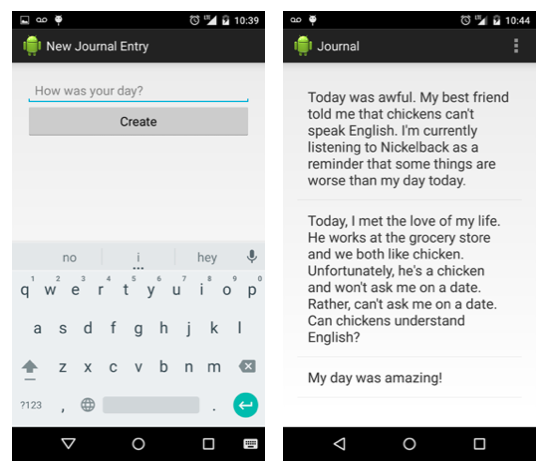 10:39
New Journal Entry
How was your day?
Create
no i hey
1 2 3 4 5 6 7 8 9 0
q w e r t y u i o p
a s d f g h j k l
z x c v b n m
?123 , .
10:44
Journal
Today was awful. My best friend
told me that chickens can't
speak English. I'm currently
listening to Nickelback as a
reminder that some things are
worse than my day today.
Today, I met the love of my life.
He works at the grocery store
and we both like chicken.
Unfortunately, he's a chicken
and won't ask me on a date.
Rather, can't ask me on a date.
Can chickens understand
English?
My day was amazing!